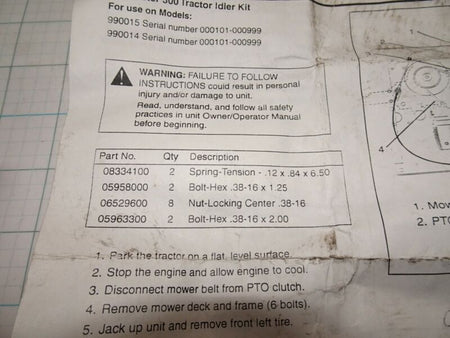 300 Tractor Idler Kit
For use on Models:
990015 Serial number 000101-000999
990014 Serial number 000101-000999
WARNING: FAILURE TO FOLLOW
INSTRUCTIONS could result in personal
injury and/or damage to unit.
Read, understand, and follow all safety
practices in unit Owner/Operator Manual
before beginning.
Part No. Qty Description
08334100 2 Spring-Tension - .12 x .84 x 6.50
05958000 2 Bolt-Hex .38-16 x 1.25
06529600 8 Nut-Locking Center .38-16
05963300 2 Bolt-Hex .38-16 x 2.00
1. Park the tractor on a flat, level surface.
2. Stop the engine and allow engine to cool.
3. Disconnect mower belt from PTO clutch.
4. Remove mower deck and frame (6 bolts).
5. Jack up unit and remove front left tire.
1
2
4
1. Mow
2. PTO